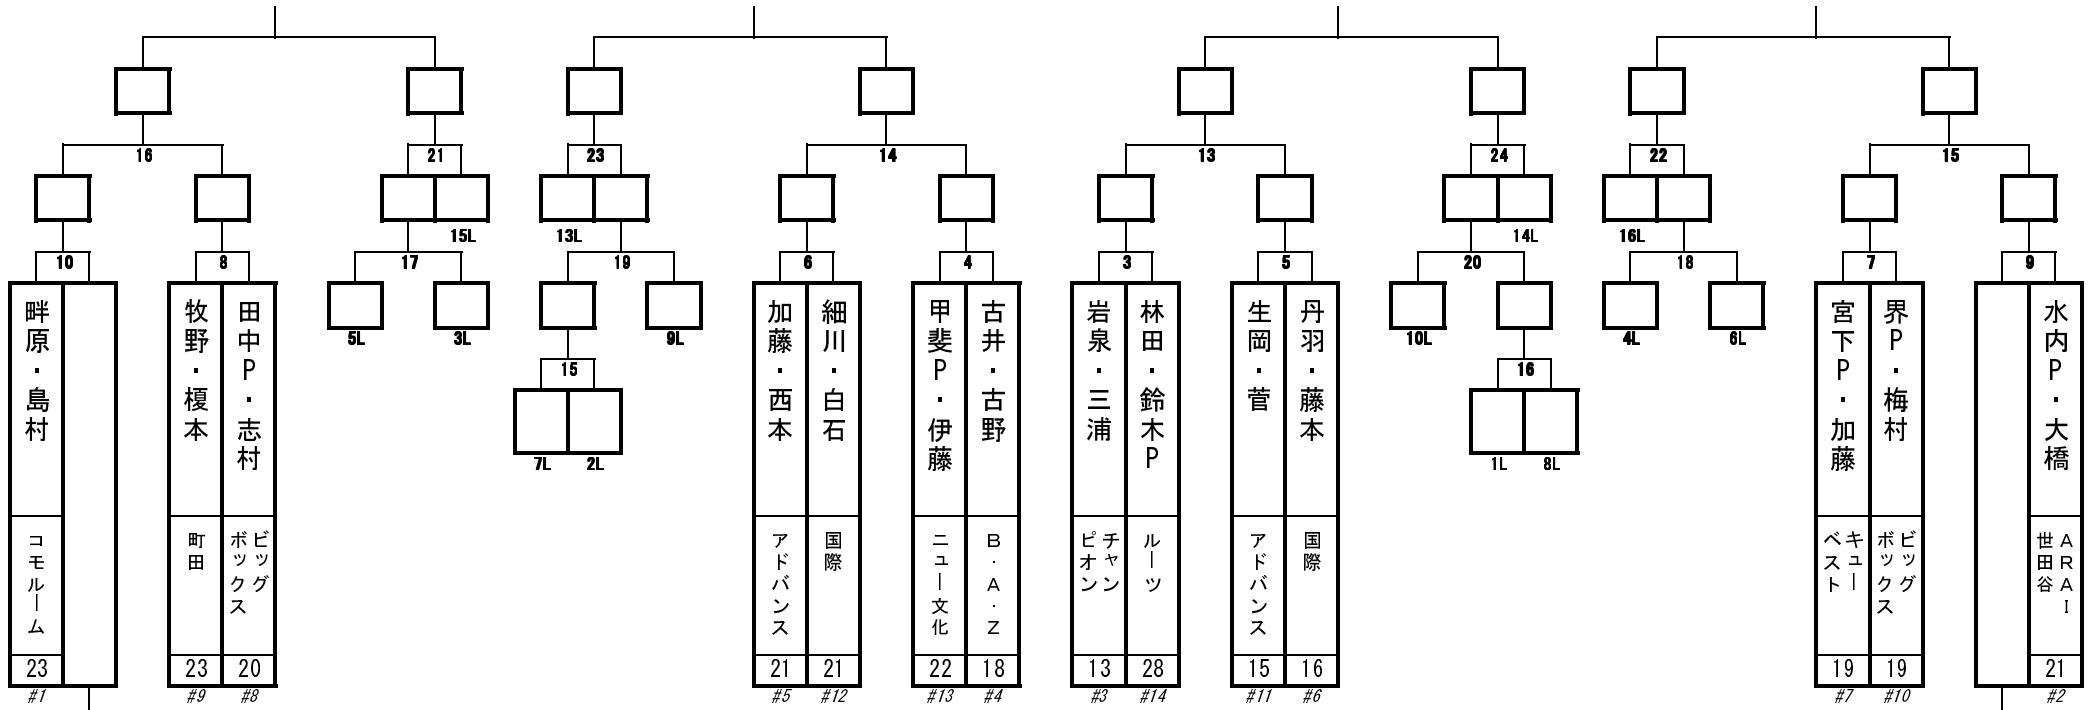 16
21
23
14
13
24
22
15
15L
13L
14L
16L
10
8
17
19
6
4
3
5
20
18
7
9
5L
3L
9L
10L
4L
6L
15
16
7L
2L
1L
8L
畔原・島村
コモルーム
23
#1
牧野・榎本
町田
23
#9
田中P・志村
ビッグ
ボックス
20
#8
加藤・西本
アドバンス
21
#5
細川・白石
国際
21
#12
甲斐P・伊藤
ニュー文化
22
#13
古井・古野
B・A・Z
18
#4
岩泉・三浦
チャン
ピオン
13
#3
林田・鈴木P
ルーツ
28
#14
生岡・菅
アドバンス
15
#11
丹羽・藤本
国際
16
#6
宮下P・加藤
キュー
ベスト
19
#7
界P・梅村
ビッグ
ボックス
19
#10
水内P・大橋
ARAI
世田谷
21
#2